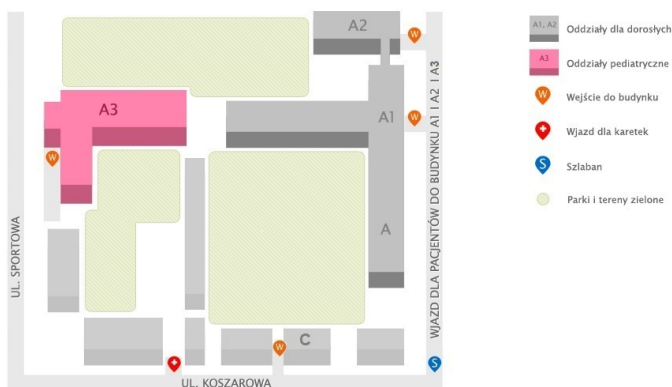 A2
W
A3
A1
W
W
A
C
W
S
UL. SPORTOWA
UL. KOSZAROWA
WJAZD DLA PACJENTÓW DO BUDYNKU A1 I A2 I A3
A1, A2 Oddziały dla dorosłych
A3 Oddziały pediatryczne
W Wejście do budynku
Wjazd dla karetek
S Szlaban
Parki i tereny zielone